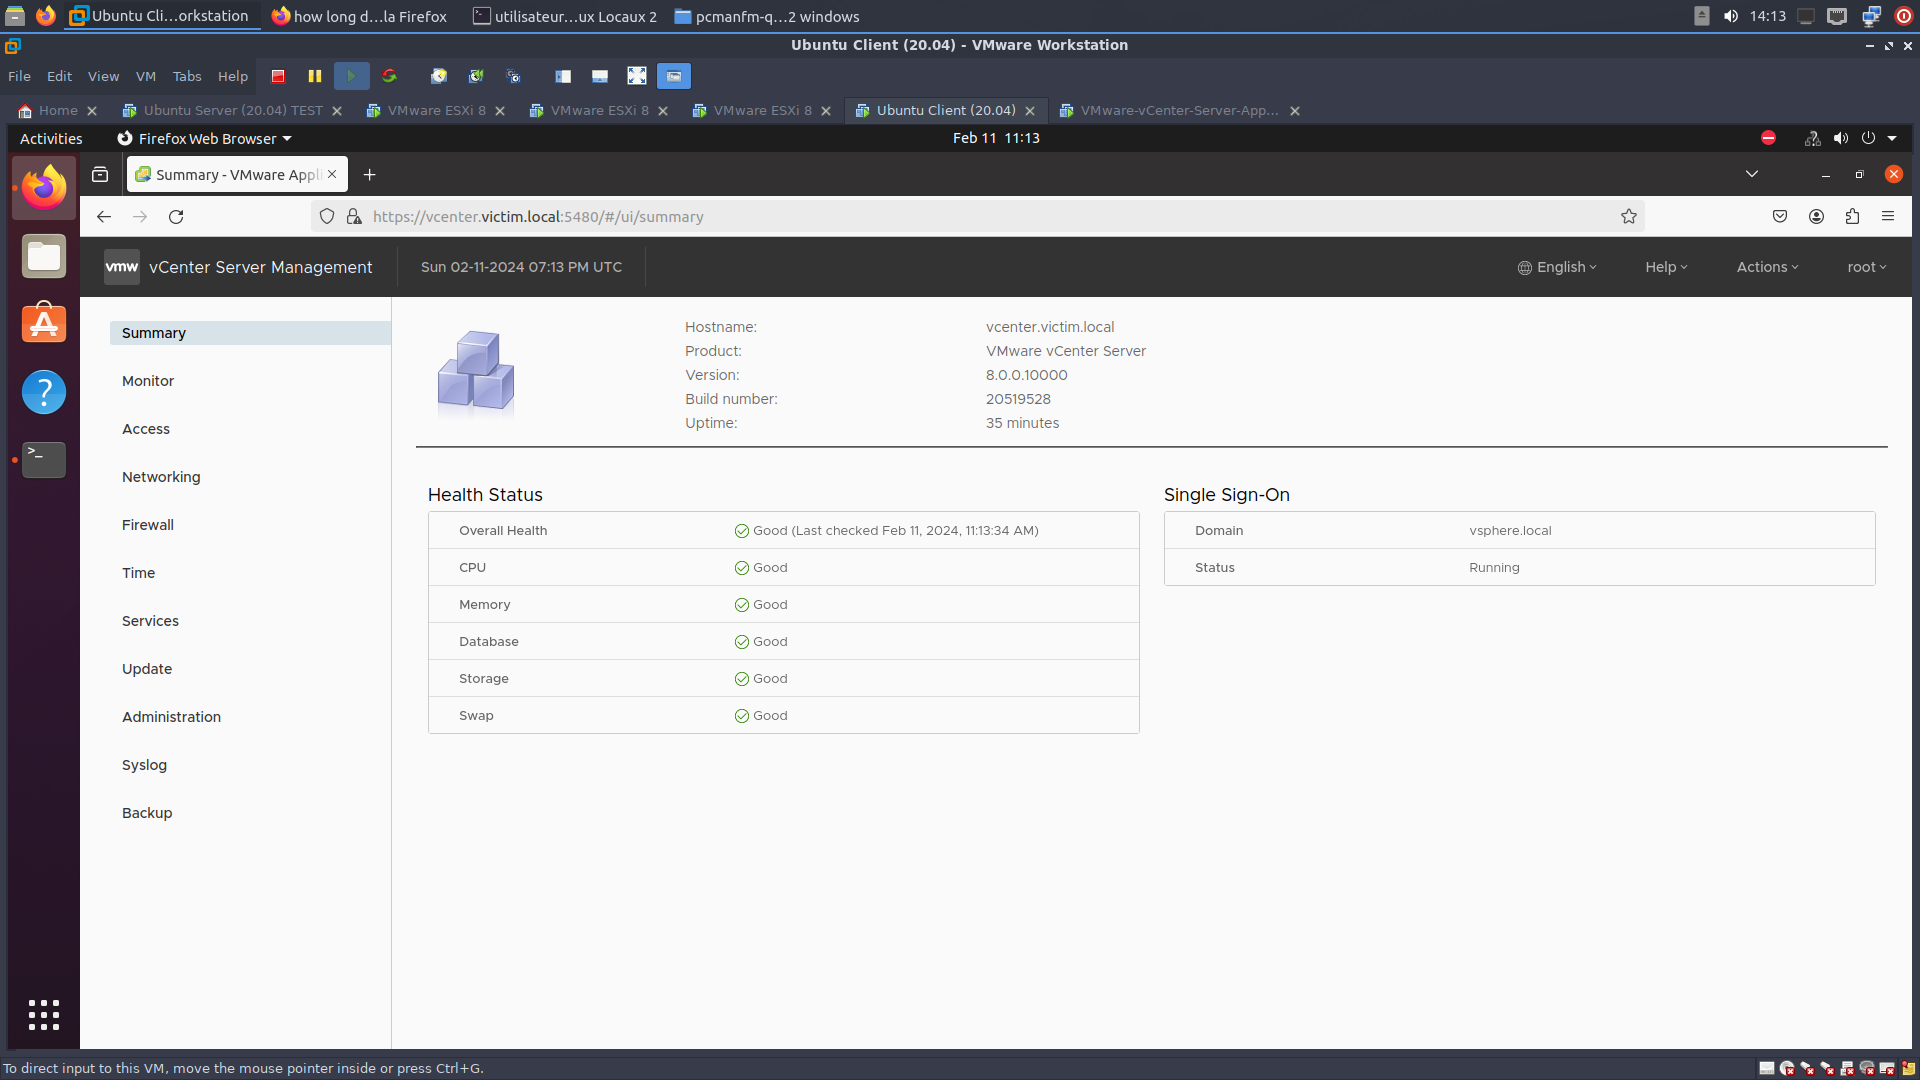 Ubuntu Cli...orkstation
how long d...la Firefox
utilisateur...ux Locaux 2
pcmanfm-q...2 windows
14:13
Ubuntu Client (20.04) - VMware Workstation
File Edit View VM Tabs Help
Home
Ubuntu Server (20.04) TEST
VMware ESXi 8
VMware ESXi 8
VMware ESXi 8
Ubuntu Client (20.04)
VMware-vCenter-Server-App...
Activities
Firefox Web Browser
Feb 11 11:13
Summary - VMware Appli
https://vcenter.victim.local:5480/#/ui/summary
vmw
vCenter Server Management
Sun 02-11-2024 07:13 PM UTC
English
Help
Actions
root
Summary
Monitor
Access
Networking
Firewall
Time
Services
Update
Administration
Syslog
Backup
Hostname: vcenter.victim.local
Product: VMware vCenter Server
Version: 8.0.0.10000
Build number: 20519528
Uptime: 35 minutes
Health Status
Overall Health Good (Last checked Feb 11, 2024, 11:13:34 AM)
CPU Good
Memory Good
Database Good
Storage Good
Swap Good
Single Sign-On
Domain vsphere.local
Status Running
To direct input to this VM, move the mouse pointer inside or press Ctrl+G.